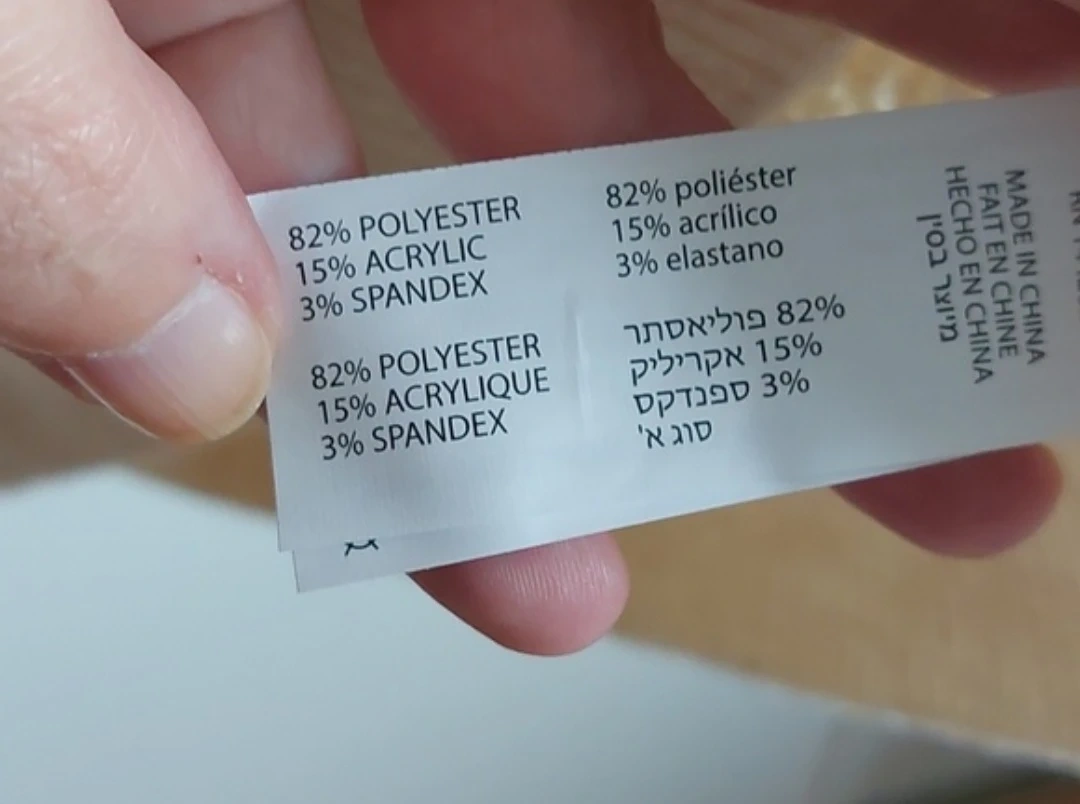 82% POLYESTER
15% ACRYLIC
3% SPANDEX
82% POLYESTER
15% ACRYLIQUE
3% SPANDEX
82% poliéster
15% acrílico
3% elastano
82% פוליאסתר
15% אקריליק
3% ספנדקס
סוג א'
MADE IN CHINA
FAIT EN CHINE
HECHO EN CHINA
מיוצר בסין